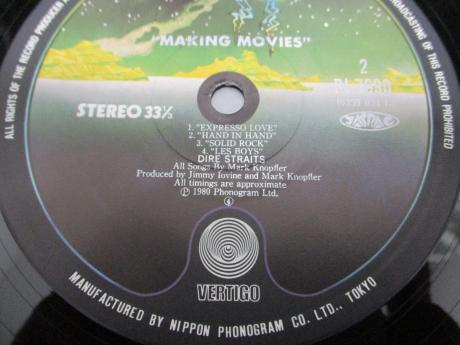 "MAKING MOVIES"
2
STEREO 33⅓
1. "EXPRESSO LOVE"
2. "HAND IN HAND"
3. "SOLID ROCK"
4. "LES BOYS"
DIRE STRAITS
All Songs By Mark Knopfler
Produced by Jimmy Iovine and Mark Knopfler
All timings are approximate
Ⓟ 1980 Phonogram Ltd.
④
VERTIGO
MANUFACTURED BY NIPPON PHONOGRAM CO. LTD., TOKYO
ALL RIGHTS OF THE RECORD PRODUCER
BROADCASTING OF THIS RECORD PROHIBITED